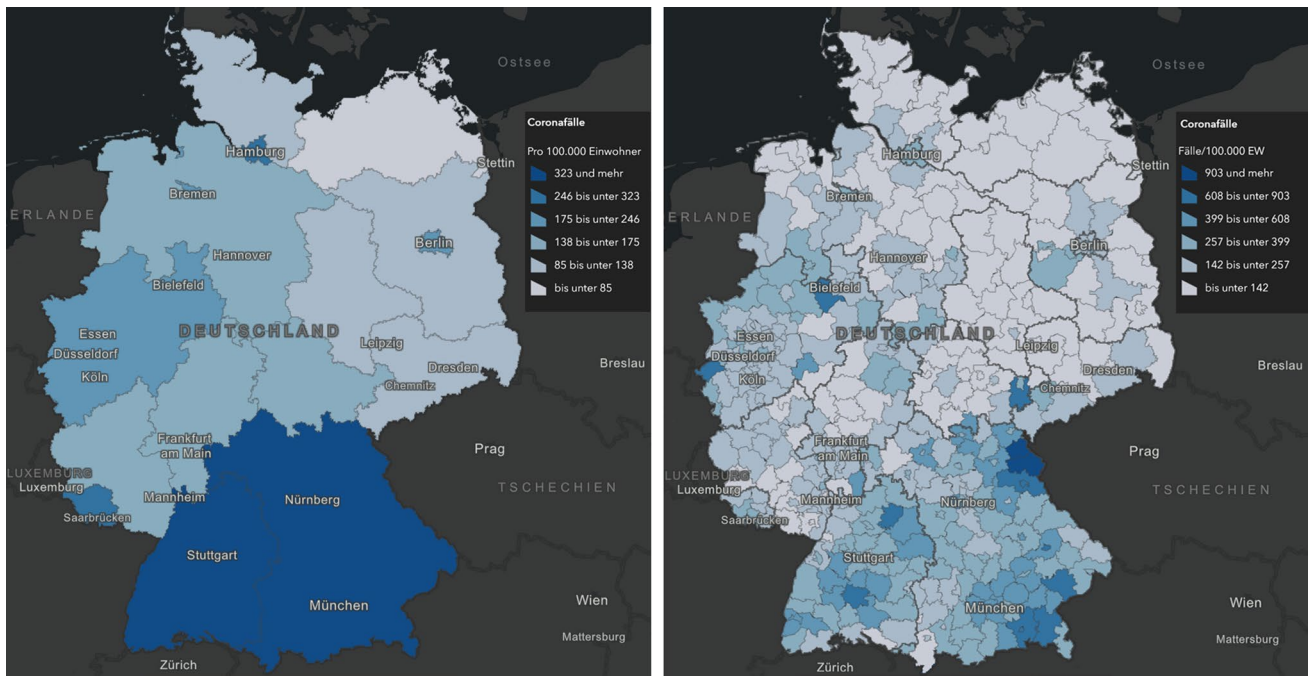 Ostsee
Coronafälle
Pro 100.000 Einwohner
323 und mehr
246 bis unter 323
175 bis unter 246
138 bis unter 175
85 bis unter 138
bis unter 85
Hamburg
Stettin
Bremen
ERLANDE
Berlin
Hannover
Bielefeld
DEUTSCHLAND
Essen
Düsseldorf
Leipzig
Breslau
Köln
Dresden
Chemnitz
Frankfurt
am Main
Prag
LUXEMBURG
Luxemburg
TSCHECHIEN
Mannheim
Nürnberg
Saarbrücken
Stuttgart
München
Wien
Mattersburg
Zürich
Ostsee
Coronafälle
Fälle/100.000 EW
903 und mehr
608 bis unter 903
399 bis unter 608
257 bis unter 399
142 bis unter 257
bis unter 142
Hamburg
Stettin
Bremen
ERLANDE
Berlin
Hannover
Bielefeld
DEUTSCHLAND
Essen
Düsseldorf
Leipzig
Breslau
Köln
Dresden
Chemnitz
Frankfurt
am Main
Prag
LUXEMBURG
Luxemburg
TSCHECHIEN
Mannheim
Nürnberg
Saarbrücken
Stuttgart
München
Wien
Mattersburg
Zürich